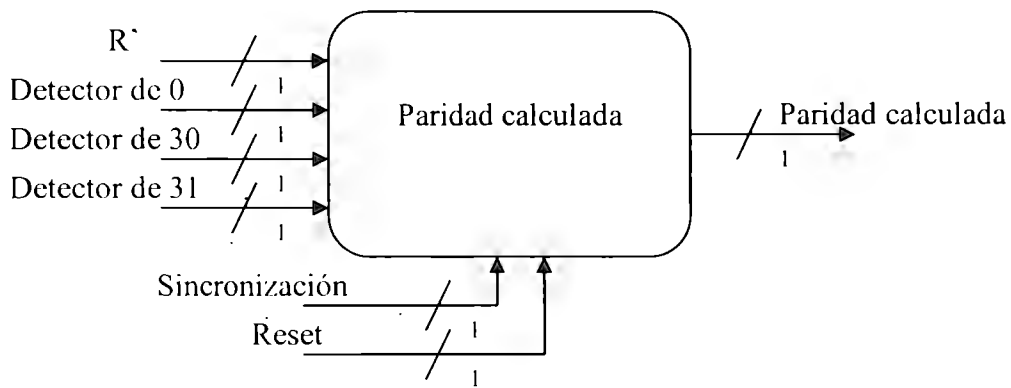 R`
1
Detector de 0
1
Detector de 30
1
Detector de 31
1
Paridad calculada
Paridad calculada
1
Sincronización
1
Reset
1